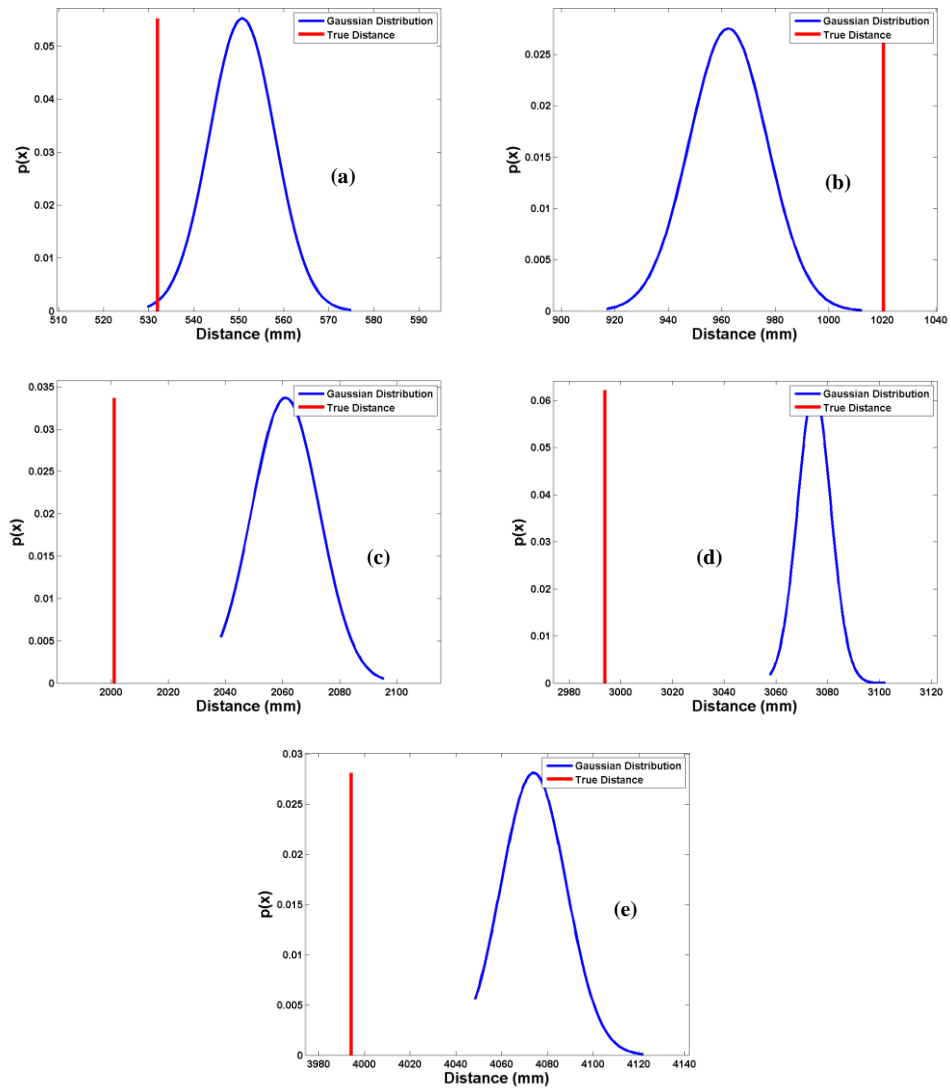 Gaussian Distribution
True Distance
0.05
0.04
0.03
0.02
0.01
0
p(x)
(a)
510 520 530 540 550 560 570 580 590
Distance (mm)
Gaussian Distribution
True Distance
0.025
0.02
0.015
0.01
0.005
0
p(x)
(b)
900 920 940 960 980 1000 1020 1040
Distance (mm)
Gaussian Distribution
True Distance
0.035
0.03
0.025
0.02
0.015
0.01
0.005
0
p(x)
(c)
2000 2020 2040 2060 2080 2100
Distance (mm)
Gaussian Distribution
True Distance
0.06
0.05
0.04
0.03
0.02
0.01
0
p(x)
(d)
2980 3000 3020 3040 3060 3080 3100 3120
Distance (mm)
Gaussian Distribution
True Distance
0.03
0.025
0.02
0.015
0.01
0.005
0
p(x)
(e)
3980 4000 4020 4040 4060 4080 4100 4120 4140
Distance (mm)